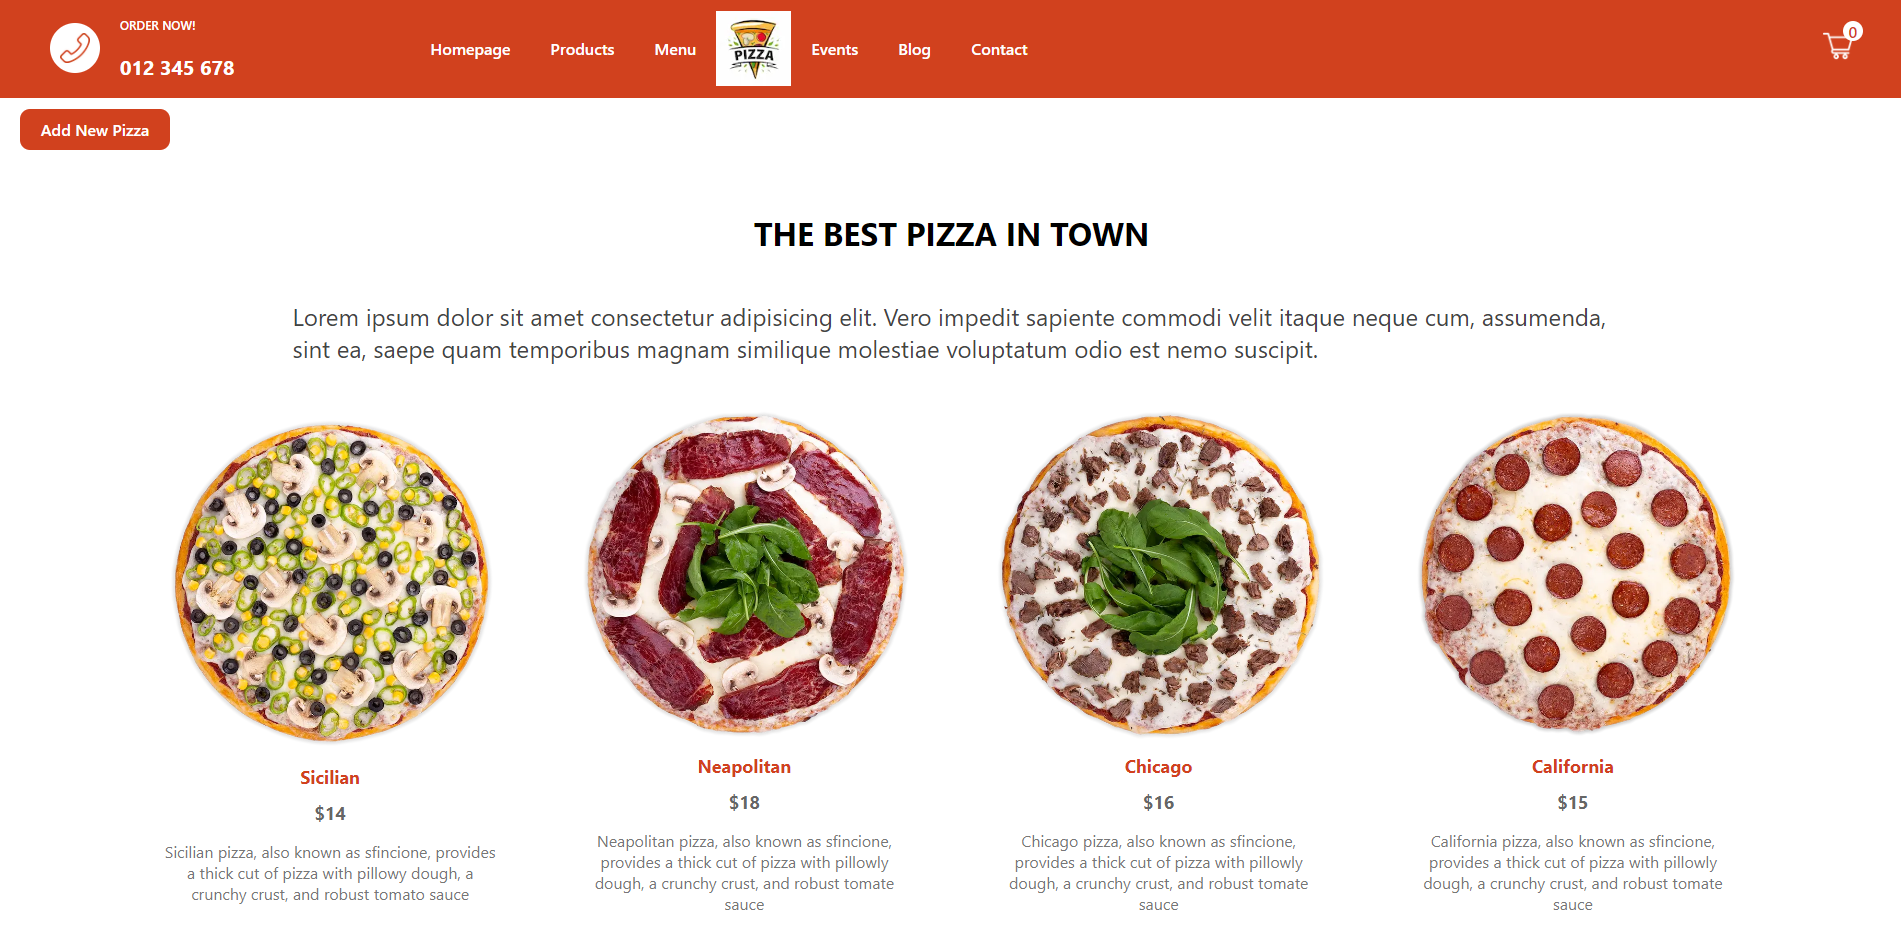 ORDER NOW!
012 345 678
Homepage
Products
Menu
PIZZA
Events
Blog
Contact
0
Add New Pizza
THE BEST PIZZA IN TOWN
Lorem ipsum dolor sit amet consectetur adipisicing elit. Vero impedit sapiente commodi velit itaque neque cum, assumenda,
sint ea, saepe quam temporibus magnam similique molestiae voluptatum odio est nemo suscipit.
Sicilian
$14
Sicilian pizza, also known as sfincione, provides
a thick cut of pizza with pillowy dough, a
crunchy crust, and robust tomato sauce
Neapolitan
$18
Neapolitan pizza, also known as sfincione,
provides a thick cut of pizza with pillowly
dough, a crunchy crust, and robust tomate
sauce
Chicago
$16
Chicago pizza, also known as sfincione,
provides a thick cut of pizza with pillowly
dough, a crunchy crust, and robust tomate
sauce
California
$15
California pizza, also known as sfincione,
provides a thick cut of pizza with pillowly
dough, a crunchy crust, and robust tomate
sauce